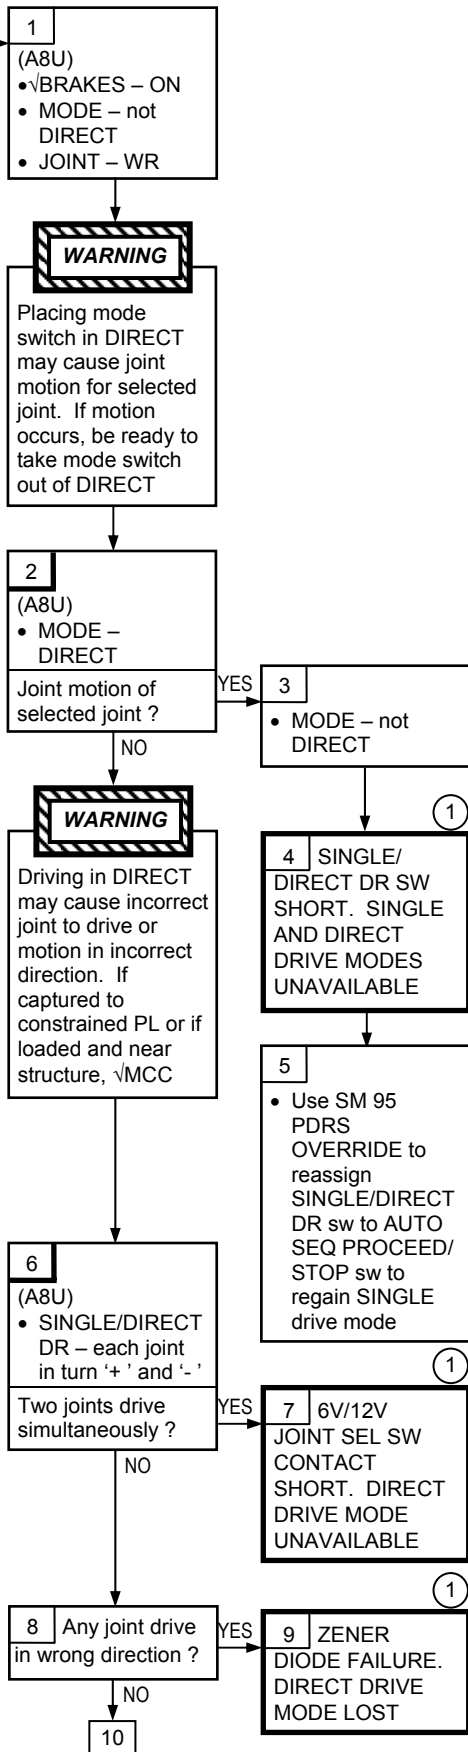 1
(A8U)
•√BRAKES – ON
• MODE – not
DIRECT
• JOINT – WR
WARNING
Placing mode
switch in DIRECT
may cause joint
motion for selected
joint. If motion
occurs, be ready to
take mode switch
out of DIRECT
2
(A8U)
• MODE –
DIRECT
Joint motion of
selected joint ?
YES
NO
3
• MODE – not
DIRECT
1
4 SINGLE/
DIRECT DR SW
SHORT. SINGLE
AND DIRECT
DRIVE MODES
UNAVAILABLE
5
• Use SM 95
PDRS
OVERRIDE to
reassign
SINGLE/DIRECT
DR sw to AUTO
SEQ PROCEED/
STOP sw to
regain SINGLE
drive mode
WARNING
Driving in DIRECT
may cause incorrect
joint to drive or
motion in incorrect
direction. If
captured to
constrained PL or if
loaded and near
structure, √MCC
6
(A8U)
• SINGLE/DIRECT
DR – each joint
in turn ‘+ ’ and ‘- ’
Two joints drive
simultaneously ?
YES
NO
1
7 6V/12V
JOINT SEL SW
CONTACT
SHORT. DIRECT
DRIVE MODE
UNAVAILABLE
8 Any joint drive
in wrong direction ?
YES
NO
1
9 ZENER
DIODE FAILURE.
DIRECT DRIVE
MODE LOST
10